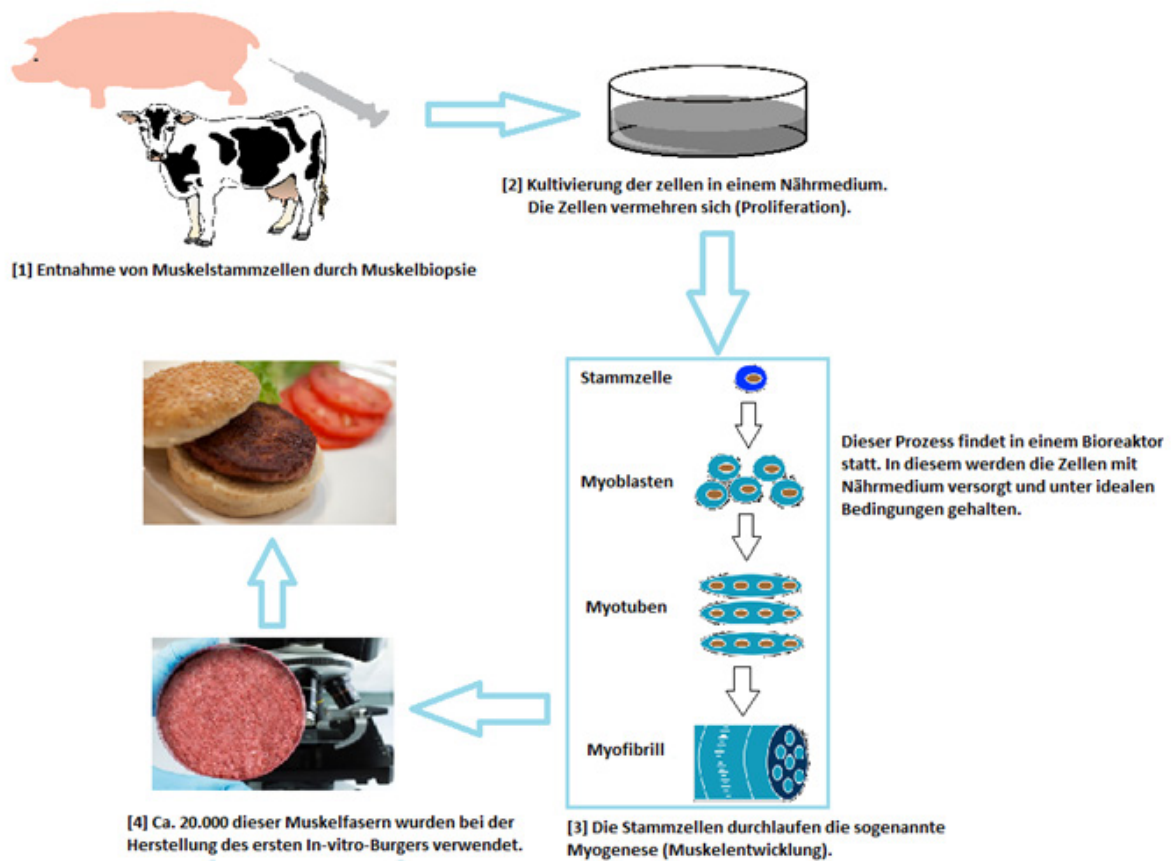 [1] Entnahme von Muskelstammzellen durch Muskelbiopsie
[2] Kultivierung der zellen in einem Nährmedium.
Die Zellen vermehren sich (Proliferation).
Stammzelle
Myoblasten
Myotuben
Myofibrill
Dieser Prozess findet in einem Bioreaktor
statt. In diesem werden die Zellen mit
Nährmedium versorgt und unter idealen
Bedingungen gehalten.
[3] Die Stammzellen durchlaufen die sogenannte
Myogenese (Muskelentwicklung).
[4] Ca. 20.000 dieser Muskelfasern wurden bei der
Herstellung des ersten In-vitro-Burgers verwendet.